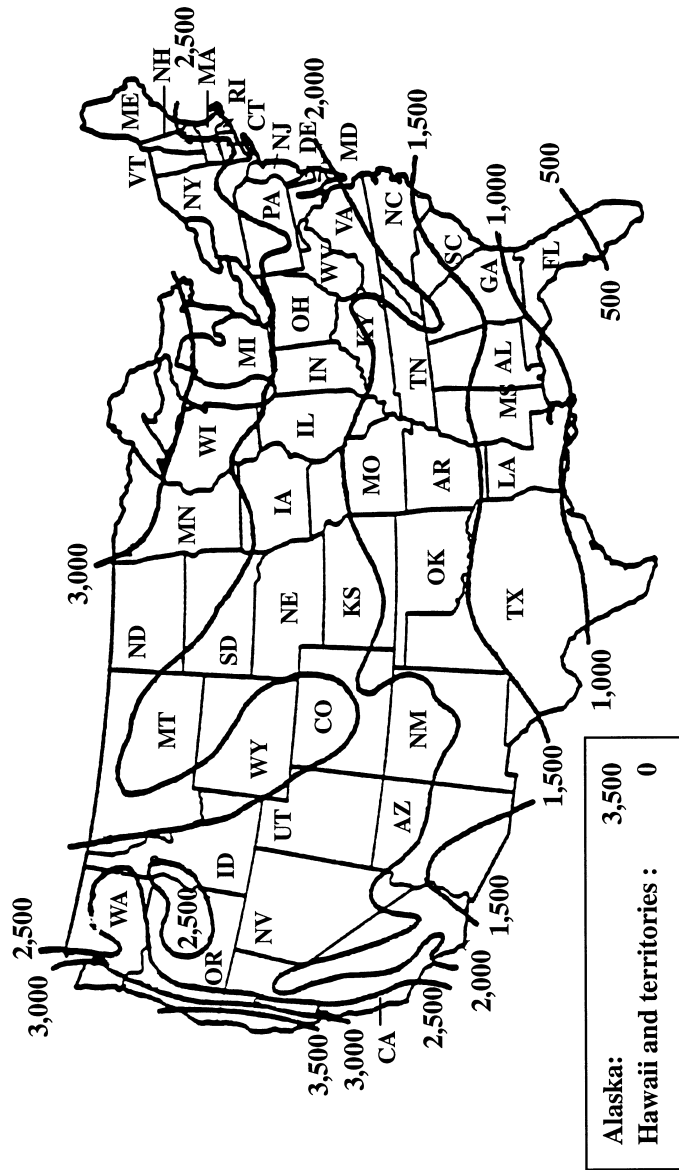 3,000
2,500
3,000
WA
MT
ND
MN
VT
ME
NH
2,500
MA
RI
CT
NJ
DE
2,000
MD
OR
2,500
ID
WY
SD
WI
MI
NY
NV
UT
CO
NE
IA
IL
IN
OH
PA
WV
VA
KS
MO
KY
NC
1,500
3,500
3,000
CA
2,500
2,000
1,500
AZ
NM
OK
AR
TN
SC
1,000
1,500
TX
LA
MS
AL
GA
FL
500
1,000
500
Alaska: 3,500
Hawaii and territories : 0